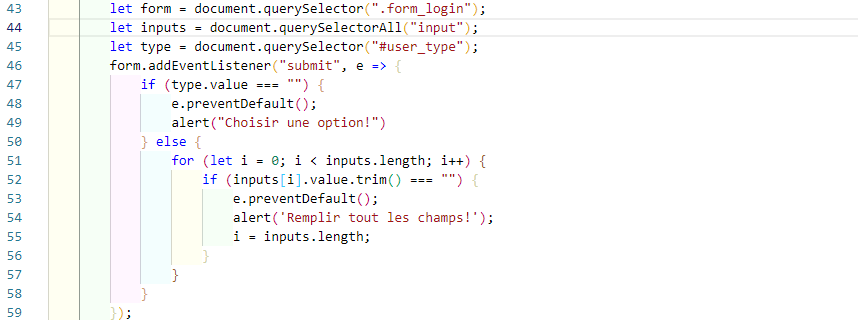 43 let form = document.querySelector(".form_login");
44 let inputs = document.querySelectorAll("input");
45 let type = document.querySelector("#user_type");
46 form.addEventListener("submit", e => {
47 if (type.value === "") {
48 e.preventDefault();
49 alert("Choisir une option!")
50 } else {
51 for (let i = 0; i < inputs.length; i++) {
52 if (inputs[i].value.trim() === "") {
53 e.preventDefault();
54 alert('Remplir tout les champs!');
55 i = inputs.length;
56 }
57 }
58 }
59 });